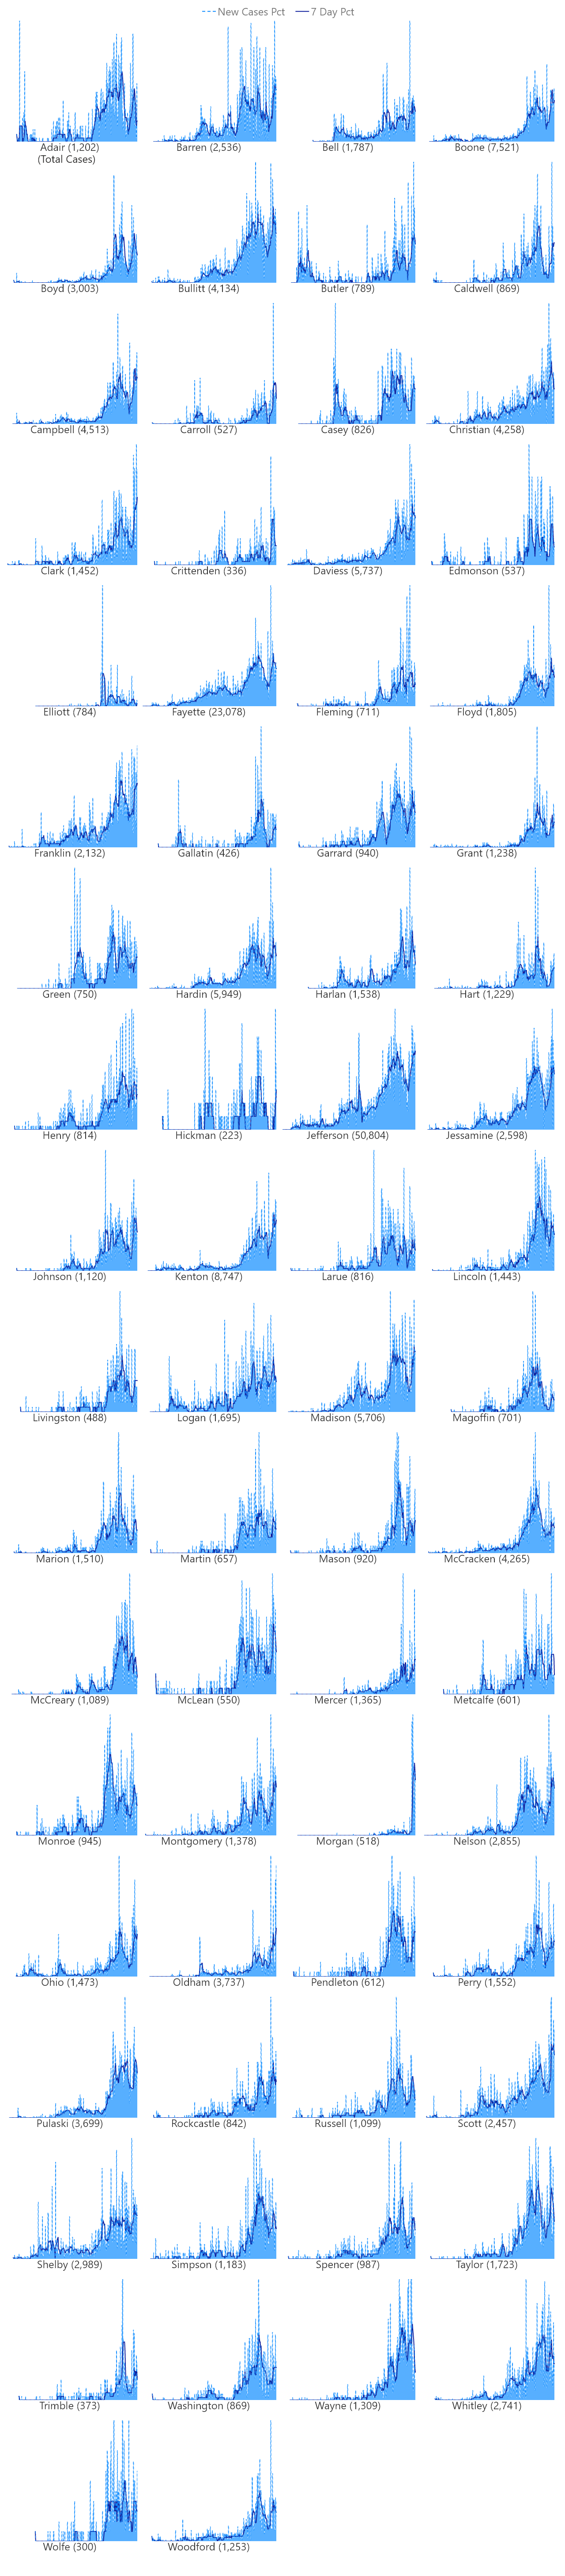 New Cases Pct 7 Day Pct
Adair (1,202) Barren (2,536) Bell (1,787) Boone (7,521)
(Total Cases)
Boyd (3,003) Bullitt (4,134) Butler (789) Caldwell (869)
Campbell (4,513) Carroll (527) Casey (826) Christian (4,258)
Clark (1,452) Crittenden (336) Daviess (5,737) Edmonson (537)
Elliott (784) Fayette (23,078) Fleming (711) Floyd (1,805)
Franklin (2,132) Gallatin (426) Garrard (940) Grant (1,238)
Green (750) Hardin (5,949) Harlan (1,538) Hart (1,229)
Henry (814) Hickman (223) Jefferson (50,804) Jessamine (2,598)
Johnson (1,120) Kenton (8,747) Larue (816) Lincoln (1,443)
Livingston (488) Logan (1,695) Madison (5,706) Magoffin (701)
Marion (1,510) Martin (657) Mason (920) McCracken (4,265)
McCreary (1,089) McLean (550) Mercer (1,365) Metcalfe (601)
Monroe (945) Montgomery (1,378) Morgan (518) Nelson (2,855)
Ohio (1,473) Oldham (3,737) Pendleton (612) Perry (1,552)
Pulaski (3,699) Rockcastle (842) Russell (1,099) Scott (2,457)
Shelby (2,989) Simpson (1,183) Spencer (987) Taylor (1,723)
Trimble (373) Washington (869) Wayne (1,309) Whitley (2,741)
Wolfe (300) Woodford (1,253)